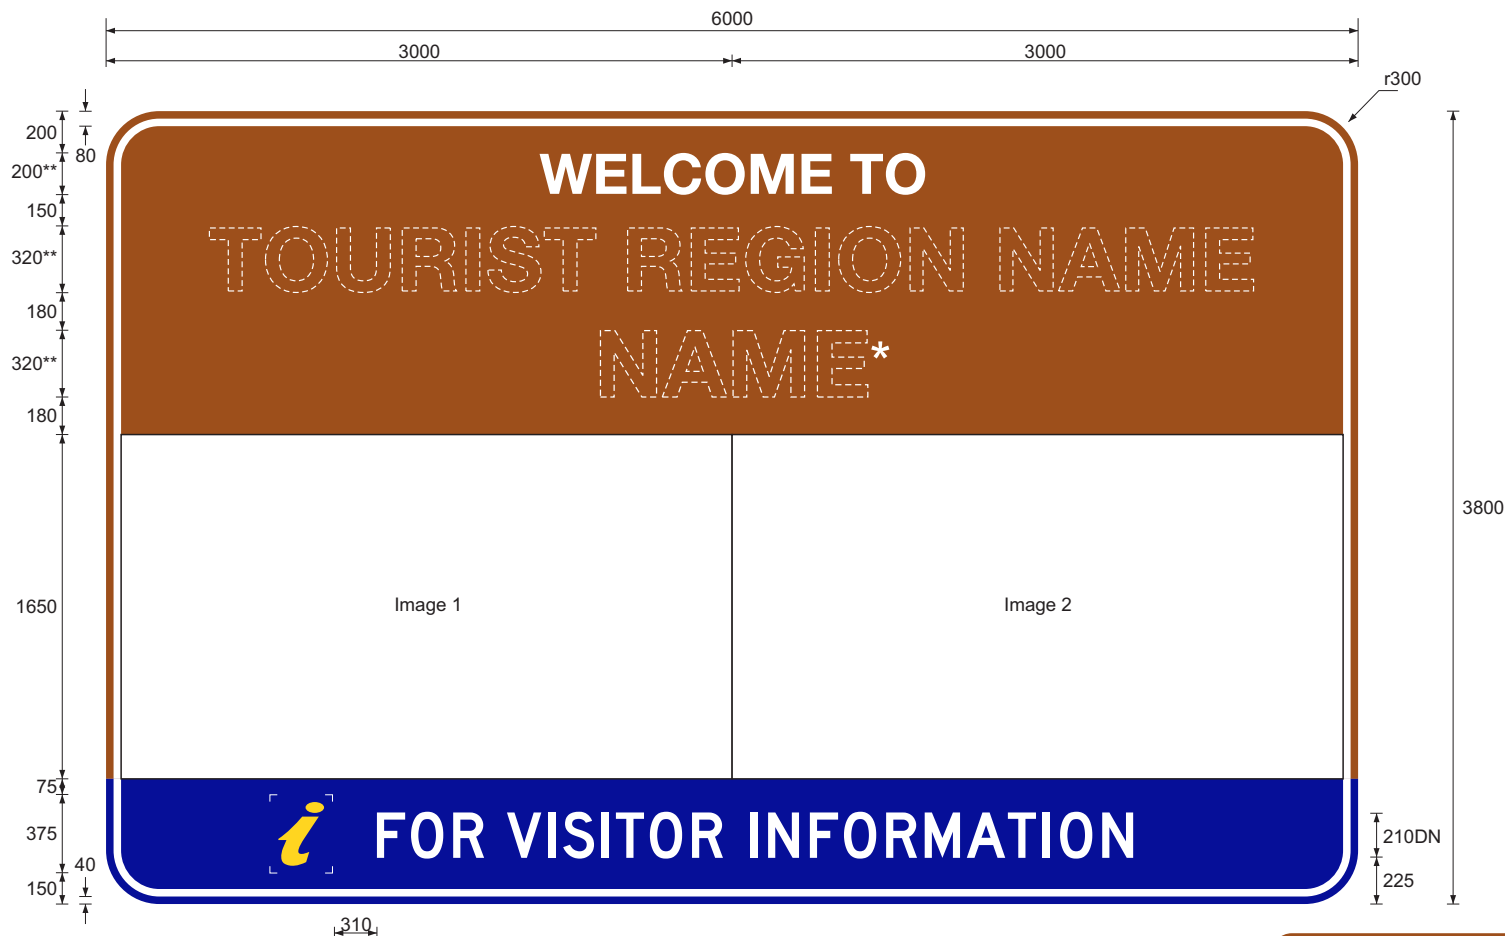 6000
3000 3000
r300
200
80
200**
WELCOME TO
150
320**
TOURIST REGION NAME
180
320**
NAME*
180
3800
1650
Image 1 Image 2
75
375
i FOR VISITOR INFORMATION
210DN
40
150
225
310